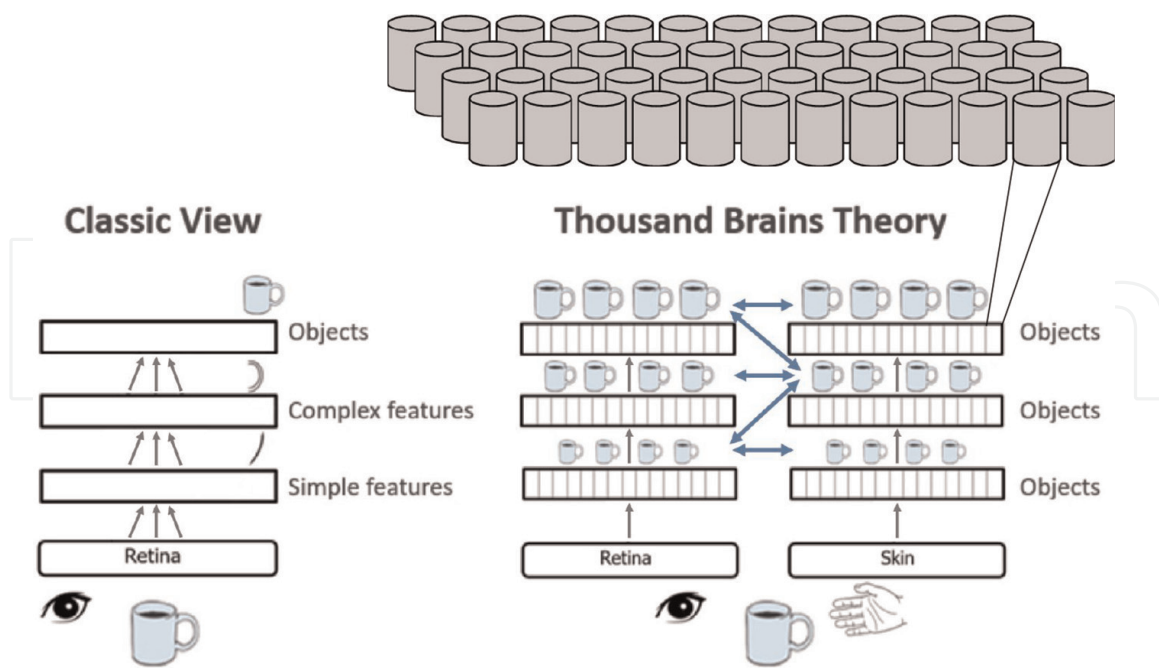 Classic View
Thousand Brains Theory
Objects
Objects
Complex features
Objects
Simple features
Objects
Retina
Retina
Skin